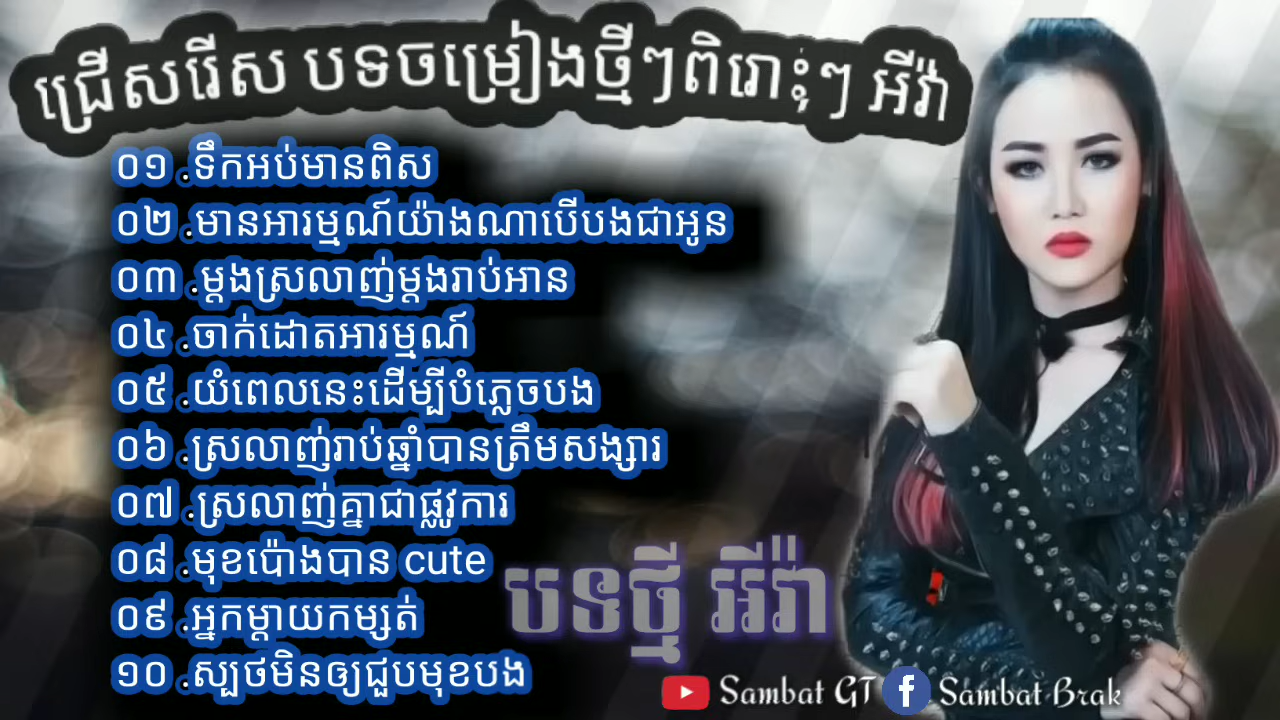 ជ្រើសរើស បទចម្រៀងថ្មីៗពិរោះៗ អីវ៉ា
០១ .ទឹកអប់មានពិស
០២ .មានអារម្មណ៍យ៉ាងណាបើបងជាអូន
០៣ .ម្ដងស្រលាញ់ម្ដងរាប់អាន
០៤ .ចាក់ដោតអារម្មណ៍
០៥ .យំពេលនេះដើម្បីបំភ្លេចបង
០៦ .ស្រលាញ់រាប់ឆ្នាំបានត្រឹមសង្សារ
០៧ .ស្រលាញ់គ្នាជាផ្លូវការ
០៨ .មុខប៉ោងបាន cute
០៩ .អ្នកម្ដាយកម្សត់
១០ .ស្បថមិនឲ្យជួបមុខបង
បទថ្មី អីវ៉ា
Sambat GT
Sambat Brak